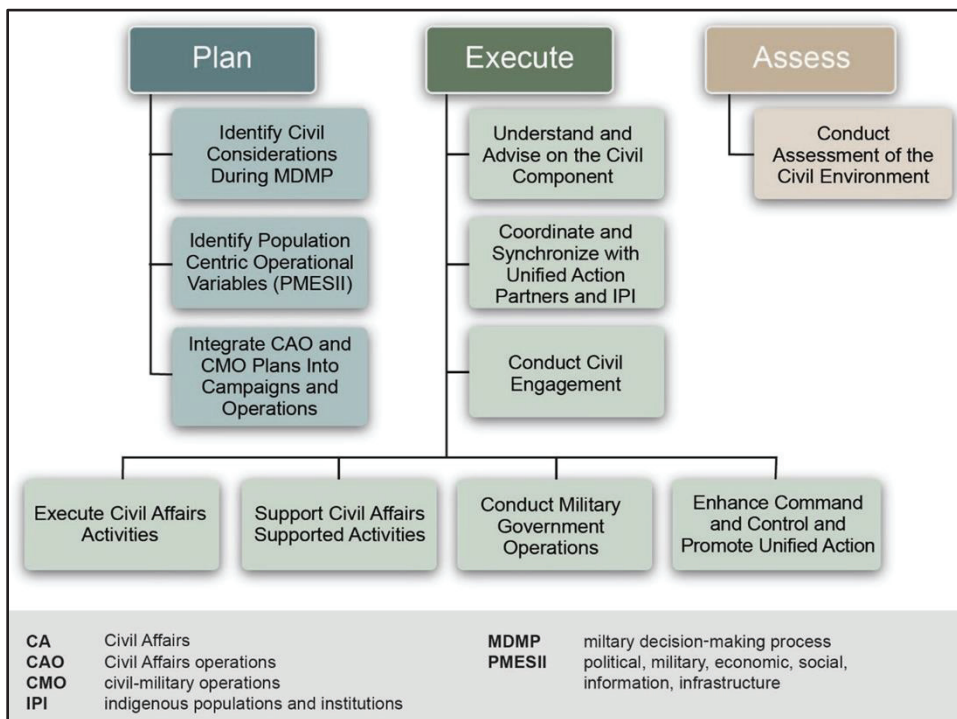 Plan
Identify Civil
Considerations
During MDMP
Identify Population
Centric Operational
Variables (PMESII)
Integrate CAO and
CMO Plans Into
Campaigns and
Operations
Execute
Understand and
Advise on the Civil
Component
Coordinate and
Synchronize with
Unified Action
Partners and IPI
Conduct Civil
Engagement
Assess
Conduct
Assessment of the
Civil Environment
Execute Civil Affairs
Activities
Support Civil Affairs
Supported Activities
Conduct Military
Government
Operations
Enhance Command
and Control and
Promote Unified Action
CA Civil Affairs
CAO Civil Affairs operations
CMO civil-military operations
IPI indigenous populations and institutions
MDMP miltary decision-making process
PMESII political, military, economic, social,
information, infrastructure